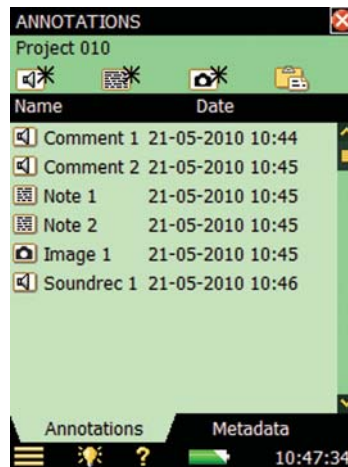 ANNOTATIONS
Project 010
Name Date
Comment 1 21-05-2010 10:44
Comment 2 21-05-2010 10:45
Note 1 21-05-2010 10:45
Note 2 21-05-2010 10:45
Image 1 21-05-2010 10:45
Soundrec 1 21-05-2010 10:46
Annotations Metadata
? 10:47:34